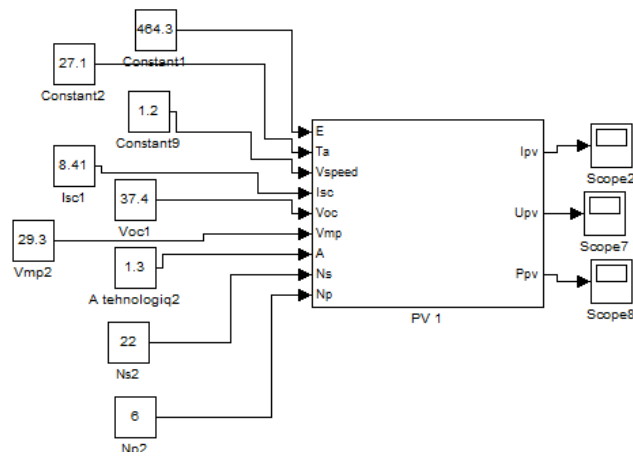 464.3
Constant1
27.1
Constant2
1.2
Constant9
8.41
Isc1
37.4
Voc1
29.3
Vmp2
1.3
A tehnologiq2
22
Ns2
6
Np2
E
Ta
Vspeed
Isc
Voc
Vmp
A
Ns
Np
Ipv
Upv
Ppv
PV 1
Scope2
Scope7
Scope8